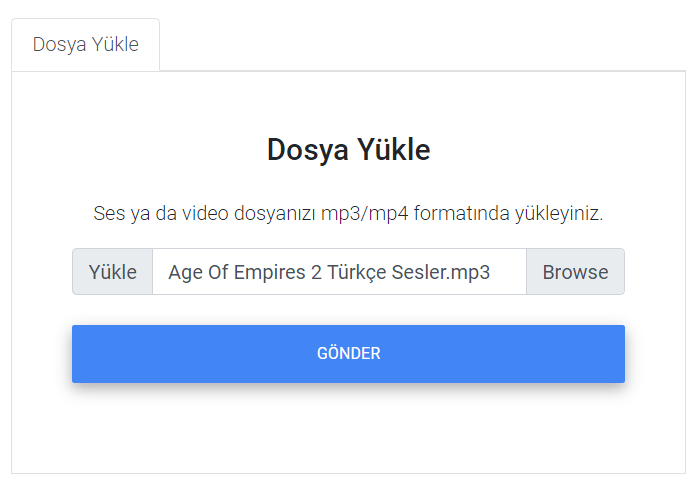 Dosya Yükle
Dosya Yükle
Ses ya da video dosyanızı mp3/mp4 formatında yükleyiniz.
Yükle Age Of Empires 2 Türkçe Sesler.mp3 Browse
GÖNDER